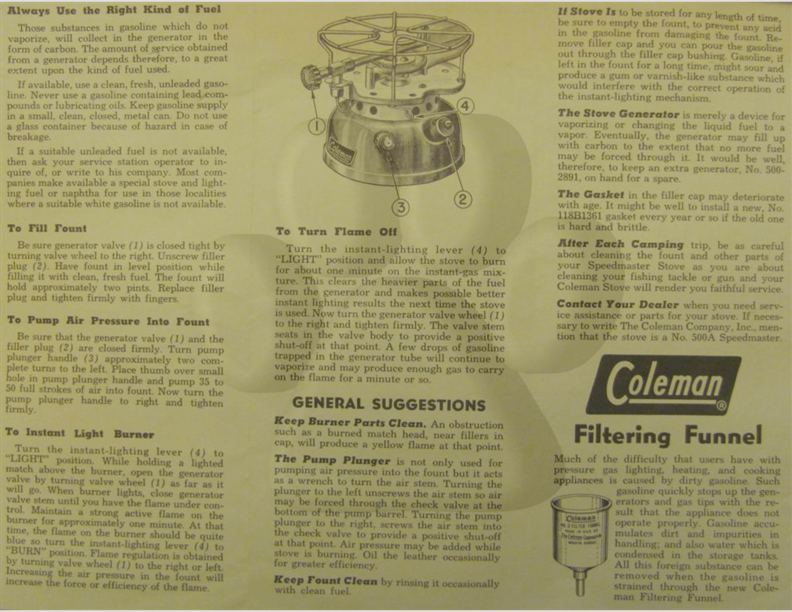 Always Use the Right Kind of Fuel
Those substances in gasoline which do not
vaporize, will collect in the generator in the
form of carbon. The amount of service obtained
from a generator depends therefore, to a great
extent upon the kind of fuel used.
If available, use a clean, fresh, unleaded gaso-
line. Never use a gasoline containing lead com-
pounds or lubricating oils. Keep gasoline supply
in a small, clean, closed, metal can. Do not use
a glass container because of hazard in case of
breakage.
If a suitable unleaded fuel is not available,
then ask your service station operator to in-
quire of, or write to his company. Most com-
panies make available a special stove and light-
ing fuel or naphtha for use in those localities
where a suitable white gasoline is not available.
To Fill Fount
Be sure generator valve (1) is closed tight by
turning valve wheel to the right. Unscrew filler
plug (2). Have fount in level position while
filling it with clean, fresh fuel. The fount will
hold approximately two pints. Replace filler
plug and tighten firmly with fingers.
To Pump Air Pressure Into Fount
Be sure that the generator valve (1) and the
filler plug (2) are closed firmly. Turn pump
plunger handle (3) approximately two com-
plete turns to the left. Place thumb over small
hole in pump plunger handle and pump 35 to
50 full strokes of air into fount. Now turn the
pump plunger handle to right and tighten
firmly.
To Instant Light Burner
Turn the instant-lighting lever (4) to
"LIGHT" position. While holding a lighted
match above the burner, open the generator
valve by turning valve wheel (1) as far as it
will go. When burner lights, close generator
valve stem until you have the flame under con-
trol. Maintain a strong active flame on the
burner for approximately one minute. At that
time, the flame on the burner should be quite
blue so turn the instant-lighting lever (4) to
"BURN" position. Flame regulation is obtained
by turning valve wheel (1) to the right or left.
Increasing the air pressure in the fount will
increase the force or efficiency of the flame.
1
4
Coleman
3
2
To Turn Flame Off
Turn the instant-lighting lever (4) to
"LIGHT" position and allow the stove to burn
for about one minute on the instant-gas mix-
ture. This clears the heavier parts of the fuel
from the generator and makes possible better
instant lighting results the next time the stove
is used. Now turn the generator valve wheel (1)
to the right and tighten firmly. The valve stem
seats in the valve body to provide a positive
shut-off at that point. A few drops of gasoline
trapped in the generator tube will continue to
vaporize and may produce enough gas to carry
on the flame for a minute or so.
GENERAL SUGGESTIONS
Keep Burner Parts Clean. An obstruction
such as a burned match head, near fillers in
cap, will produce a yellow flame at that point.
The Pump Plunger is not only used for
pumping air pressure into the fount but it acts
as a wrench to turn the air stem. Turning the
plunger to the left unscrews the air stem so air
may be forced through the check valve at the
bottom of the pump barrel. Turning the pump
plunger to the right, screws the air stem into
the check valve to provide a positive shut-off
at that point. Air pressure may be added while
stove is burning. Oil the leather occasionally
for greater efficiency.
Keep Fount Clean by rinsing it occasionally
with clean fuel.
If Stove Is to be stored for any length of time,
be sure to empty the fount, to prevent any acid
in the gasoline from damaging the fount. Re-
move filler cap and you can pour the gasoline
out through the filler cap bushing. Gasoline, if
left in the fount for a long time, might sour and
produce a gum or varnish-like substance which
would interfere with the correct operation of
the instant-lighting mechanism.
The Stove Generator is merely a device for
vaporizing or changing the liquid fuel to a
vapor. Eventually, the generator may fill up
with carbon to the extent that no more fuel
may be forced through it. It would be well,
therefore, to keep an extra generator, No. 500-
2891, on hand for a spare.
The Gasket in the filler cap may deteriorate
with age. It might be well to install a new, No.
118B1361 gasket every year or so if the old one
is hard and brittle.
After Each Camping trip, be as careful
about cleaning the fount and other parts of
your Speedmaster Stove as you are about
cleaning your fishing tackle or gun and your
Coleman Stove will render you faithful service.
Contact Your Dealer when you need serv-
ice assistance or parts for your stove. If neces-
sary to write The Coleman Company, Inc., men-
tion that the stove is a No. 500A Speedmaster.
Coleman ®
Filtering Funnel
Much of the difficulty that users have with
pressure gas lighting, heating, and cooking
appliances is caused by dirty gasoline. Such
gasoline quickly stops up the gen-
erators and gas tips with the re-
sult that the appliance does not
operate properly. Gasoline accu-
mulates dirt and impurities in
handling; and also water which is
condensed in the storage tanks.
All this foreign substance can be
removed when the gasoline is
strained through the new Cole-
man Filtering Funnel.
Coleman